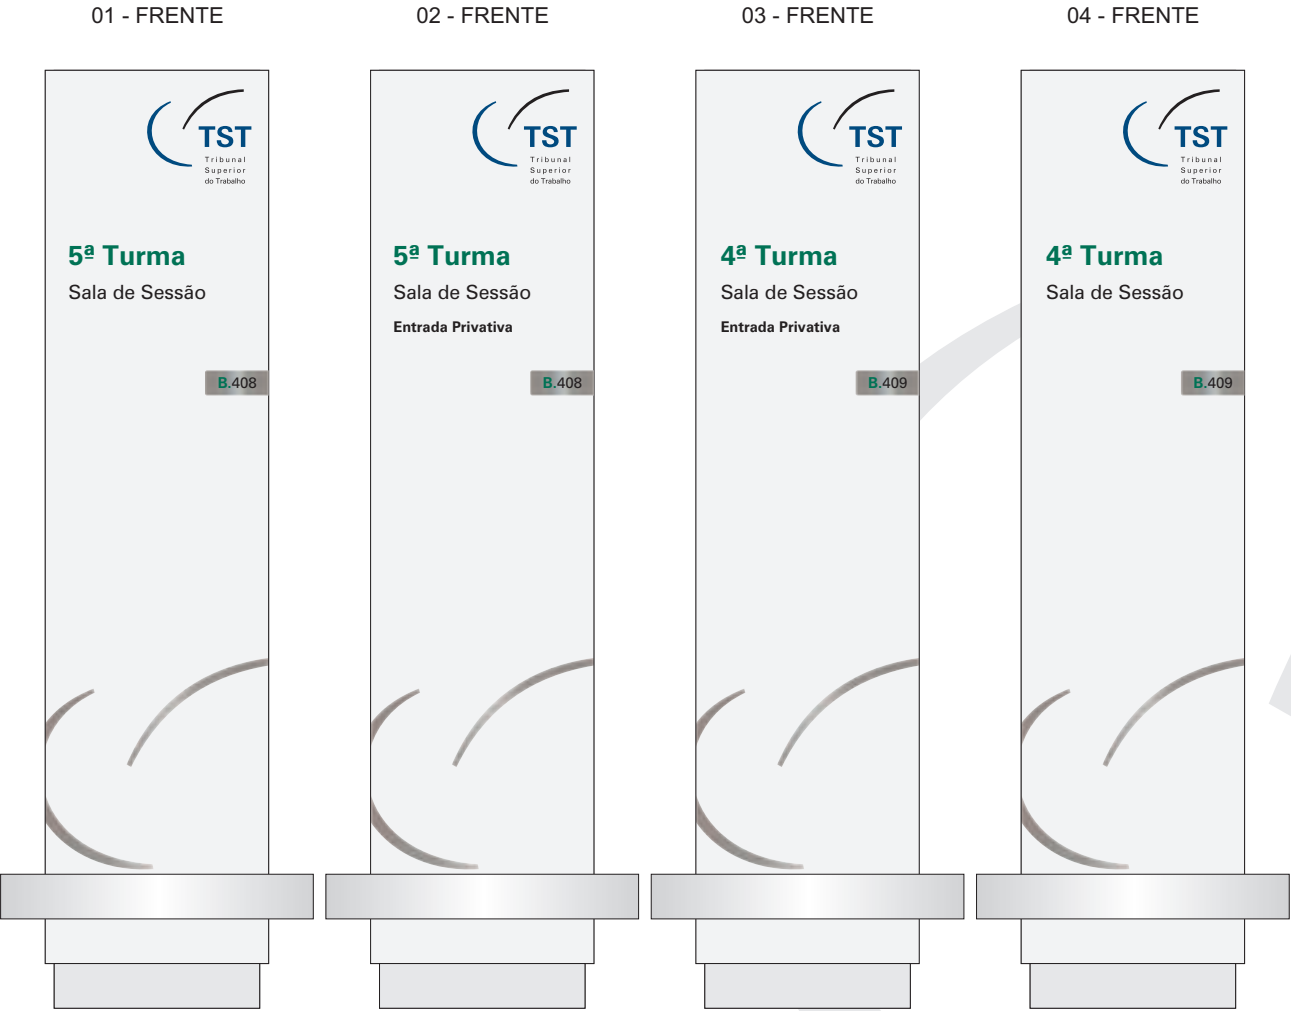 01 - FRENTE
02 - FRENTE
03 - FRENTE
04 - FRENTE
TST
Tribunal
Superior
do Trabalho
5ª Turma
Sala de Sessão
B.408
TST
Tribunal
Superior
do Trabalho
5ª Turma
Sala de Sessão
Entrada Privativa
B.408
TST
Tribunal
Superior
do Trabalho
4ª Turma
Sala de Sessão
Entrada Privativa
B.409
TST
Tribunal
Superior
do Trabalho
4ª Turma
Sala de Sessão
B.409